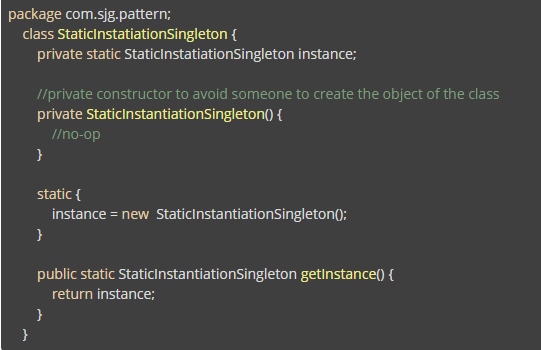 package com.sjg.pattern;
class StaticInstatiationSingleton {
private static StaticInstantiationSingleton instance;
//private constructor to avoid someone to create the object of the class
private StaticInstantiationSingleton() {
//no-op
}
static {
instance = new  StaticInstantiationSingleton();
}
public static StaticInstantiationSingleton getInstance() {
return instance;
}
}